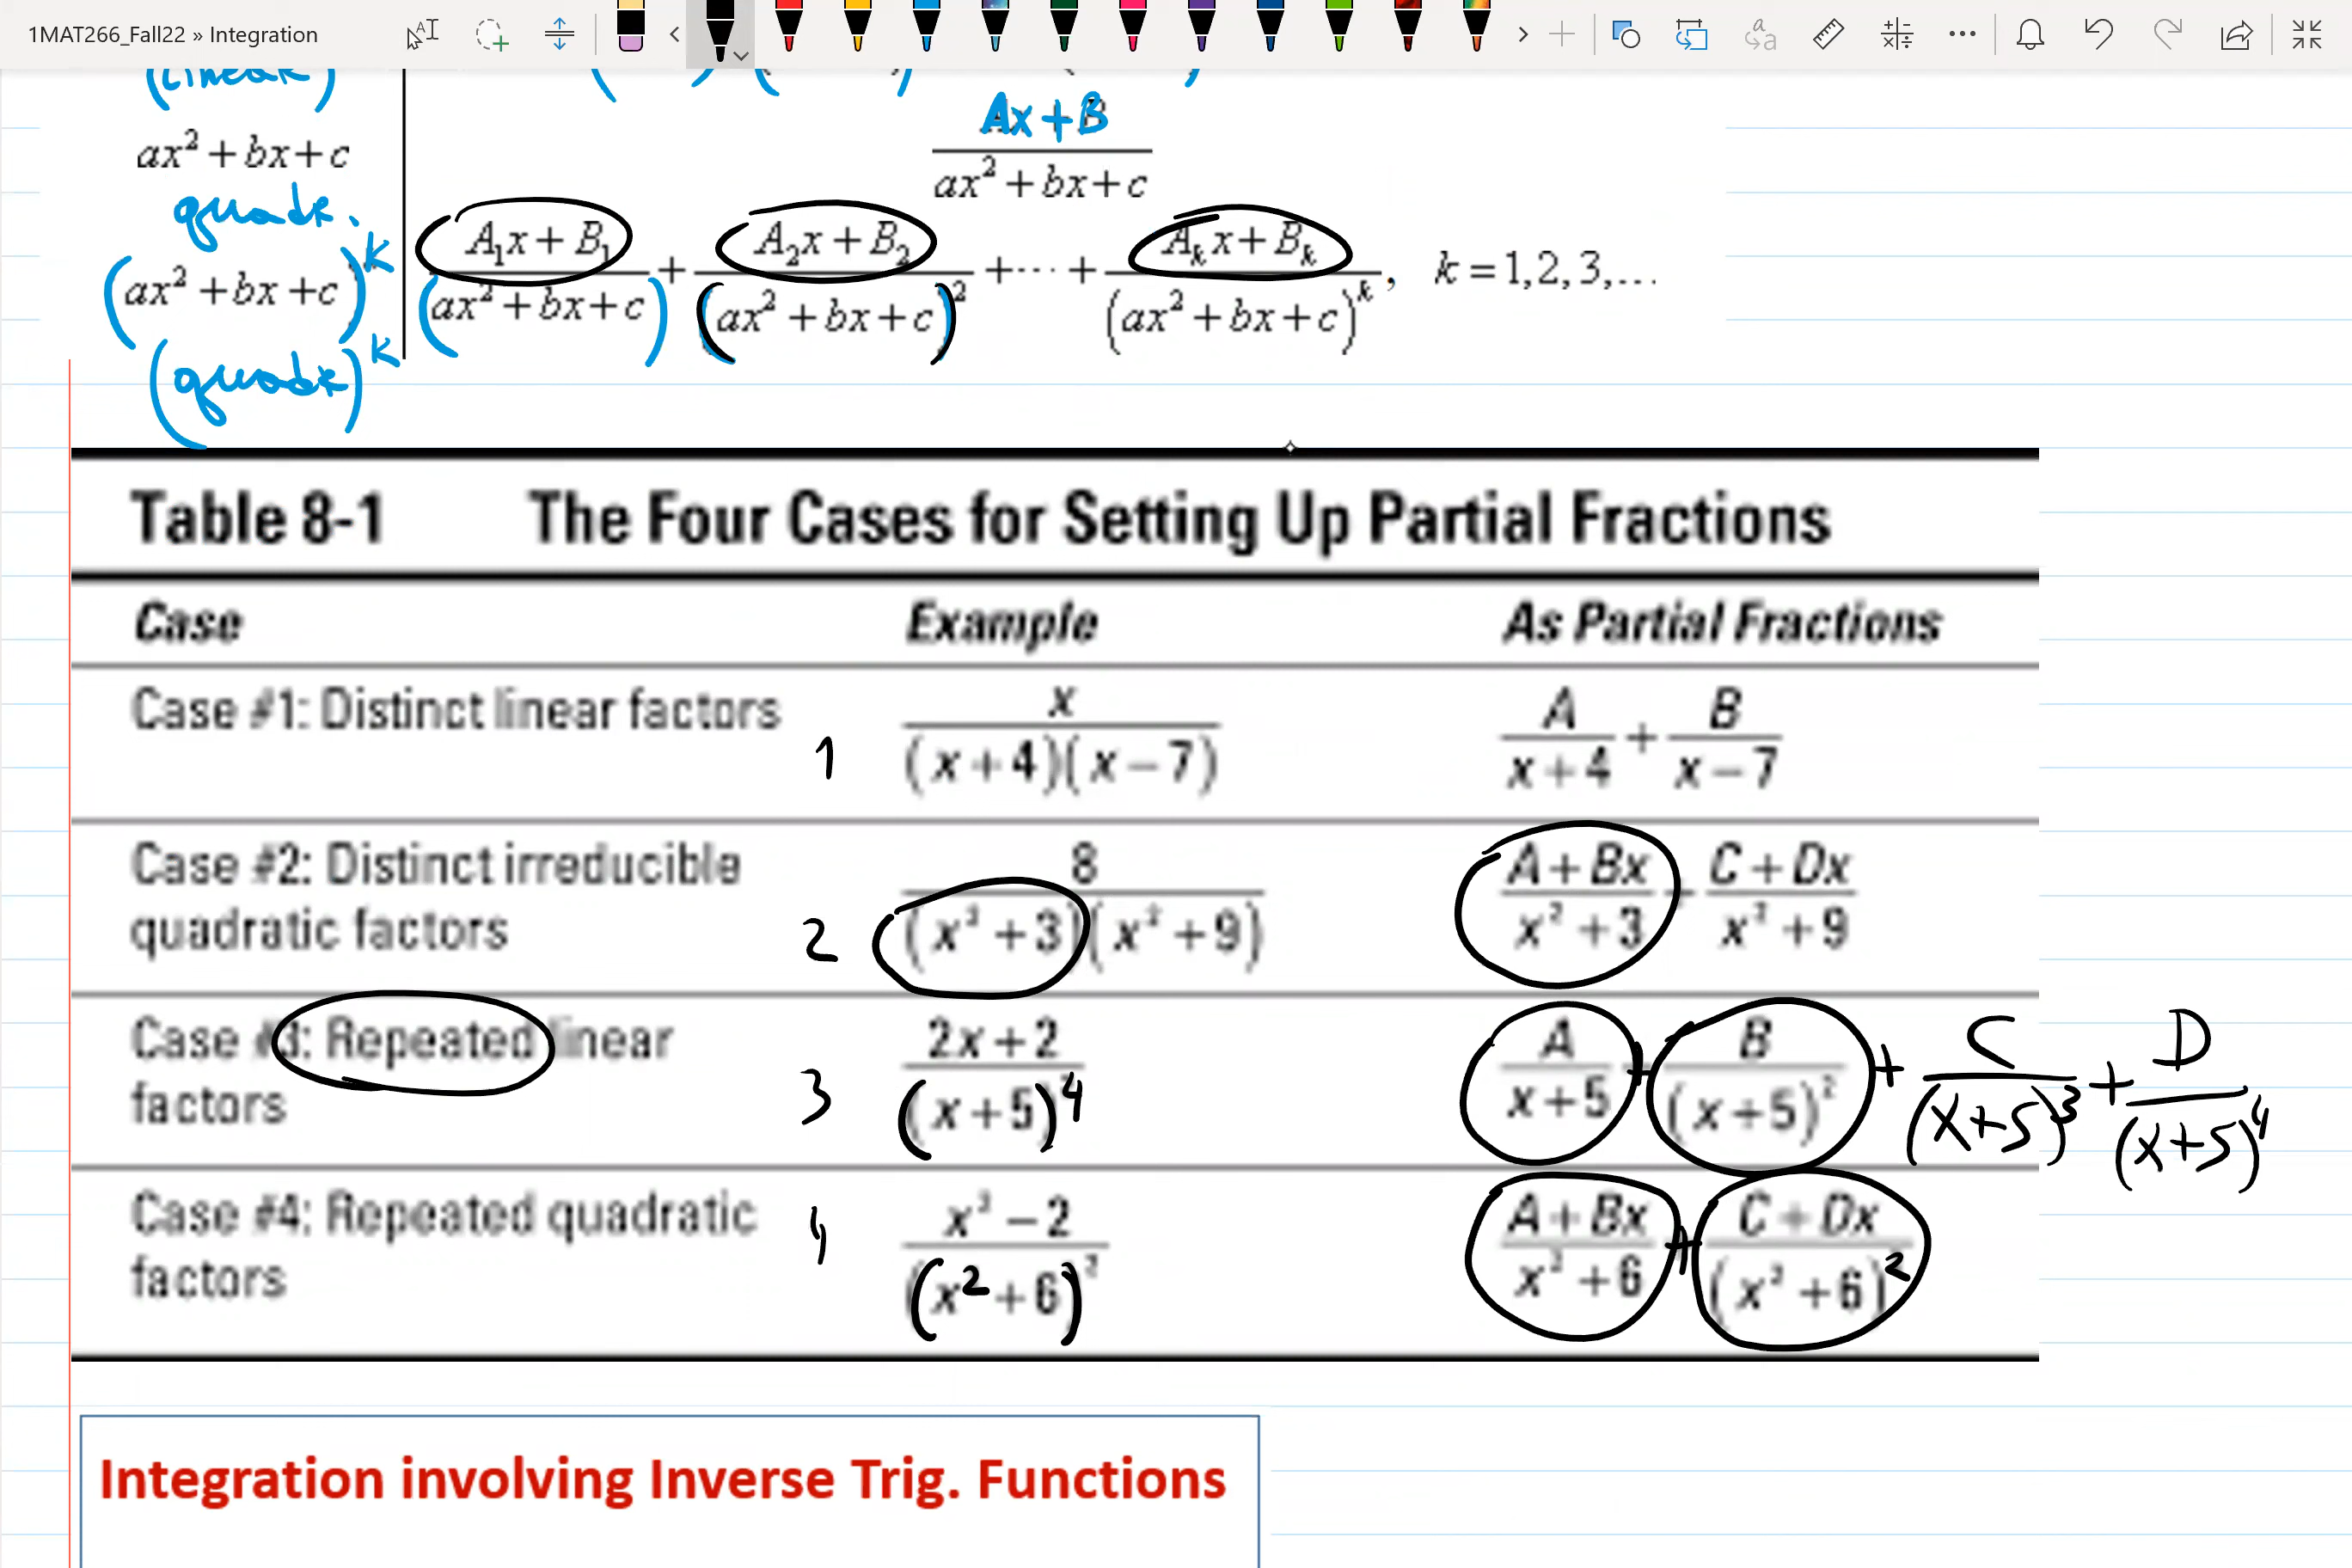 1MAT266_Fall22 » Integration
(Linear)
Ax+B
ax² + bx + c
ax² + bx + c
quadr.
A₁x + B₁ / (ax² + bx + c) + A₂x + B₂ / (ax² + bx + c)² + ⋯ + Aₖx + Bₖ / (ax² + bx + c)ᵏ, k = 1,2,3,...
(ax² + bx + c)ᴷ
(quadr)ᴷ
Table 8-1 The Four Cases for Setting Up Partial Fractions
Case Example As Partial Fractions
Case #1: Distinct linear factors 1 x / (x+4)(x−7) A / x+4 + B / x−7
Case #2: Distinct irreducible
quadratic factors 2 8 / (x²+3)(x²+9) A+Bx / x²+3 + C+Dx / x²+9
Case #3: Repeated linear
factors 3 2x+2 / (x+5)⁴ A / x+5 + B / (x+5)² + C / (x+5)³ + D / (x+5)⁴
Case #4: Repeated quadratic
factors 4 x²−2 / (x²+6)² A+Bx / x²+6 + C+Dx / (x²+6)²
Integration involving Inverse Trig. Functions